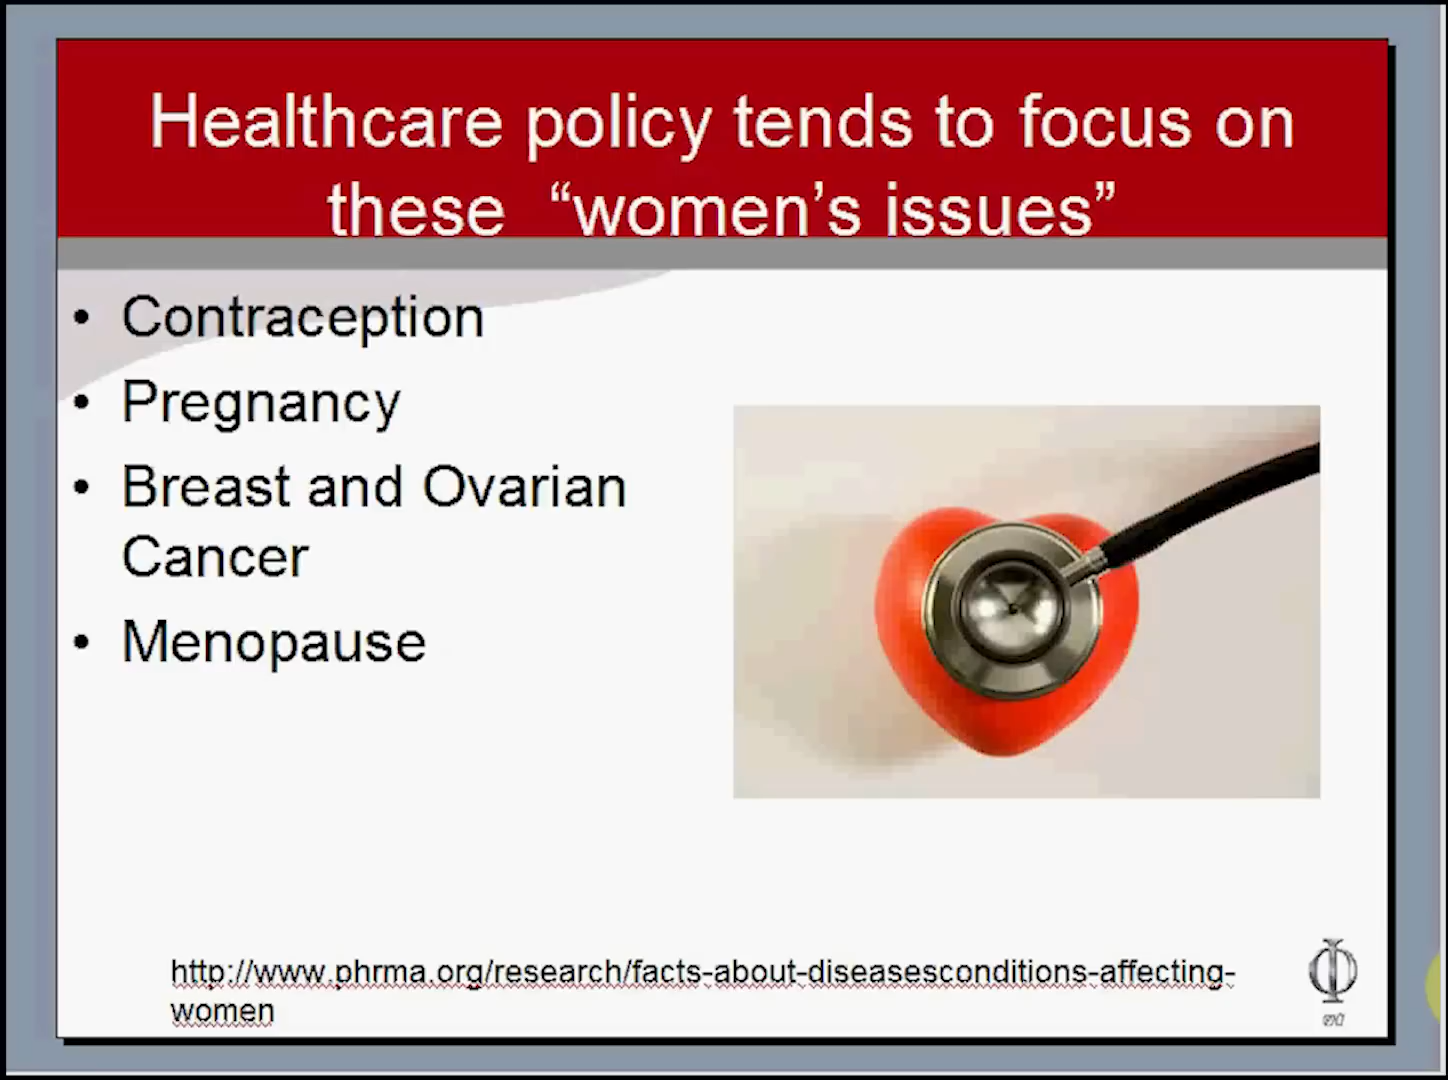 Healthcare policy tends to focus on
these “women’s issues”
• Contraception
• Pregnancy
• Breast and Ovarian
Cancer
• Menopause
http://www.phrma.org/research/facts-about-diseasesconditions-affecting-
women